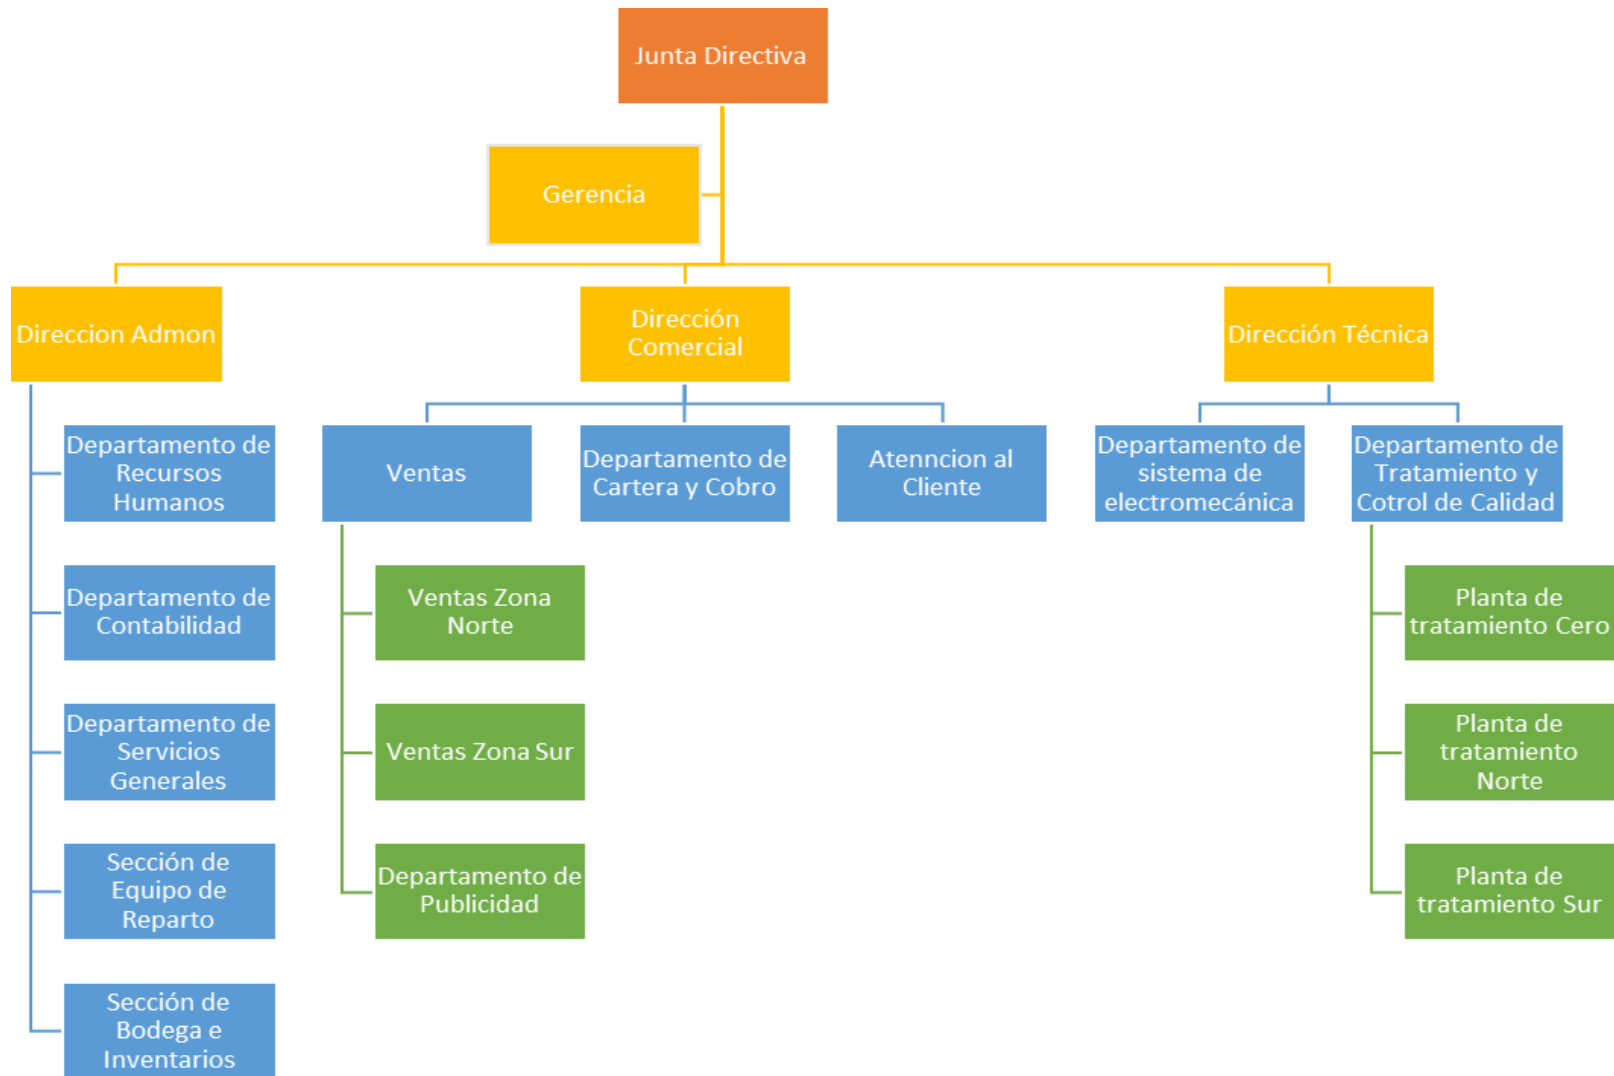 Junta Directiva
Gerencia
Direccion Admon
Dirección
Comercial
Dirección Técnica
Departamento de
Recursos
Humanos
Ventas
Departamento de
Cartera y Cobro
Atenncion al
Cliente
Departamento de
sistema de
electromecánica
Departamento de
Tratamiento y
Cotrol de Calidad
Departamento de
Contabilidad
Ventas Zona
Norte
Planta de
tratamiento Cero
Departamento de
Servicios
Generales
Ventas Zona Sur
Planta de
tratamiento
Norte
Sección de
Equipo de
Reparto
Departamento de
Publicidad
Planta de
tratamiento Sur
Sección de
Bodega e
Inventarios